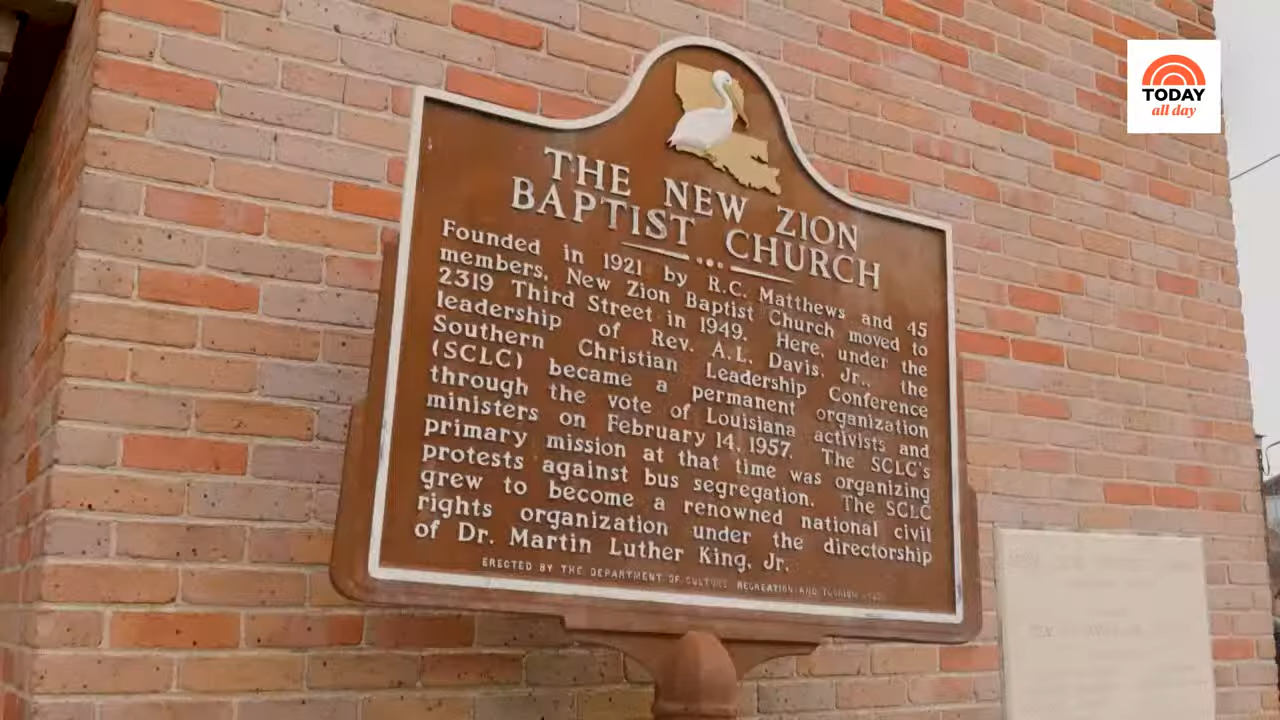 TODAY
all day
THE NEW ZION
BAPTIST CHURCH
Founded in 1921 by R.C. Matthews and 45
members, New Zion Baptist Church moved to
2319 Third Street in 1949. Here, under the
leadership of Rev. A.L. Davis, Jr., the
Southern Christian Leadership Conference
(SCLC) became a permanent organization
through the vote of Louisiana activists and
ministers on February 14, 1957. The SCLC's
primary mission at that time was organizing
protests against bus segregation. The SCLC
grew to become a renowned national civil
rights organization under the directorship
of Dr. Martin Luther King, Jr.
ERECTED BY THE DEPARTMENT OF CULTURE RECREATION AND TOURISM